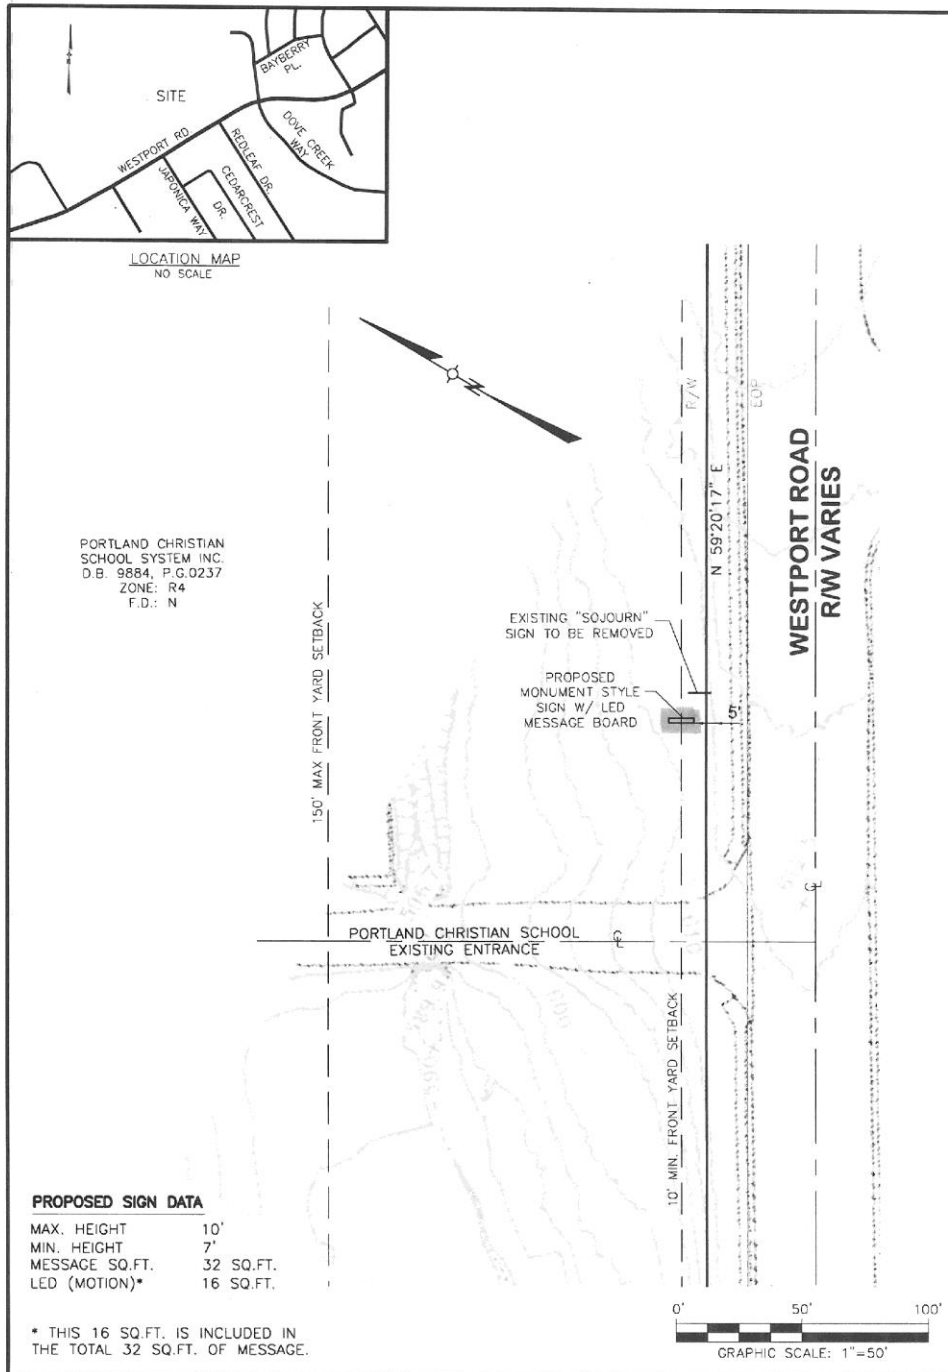 SITE
BAYBERRY
PL.
WESTPORT RD.
DOVE CREEK
WAY
REDLEAF DR.
CEDARCREST
DR.
JAPONICA WAY
LOCATION MAP
NO SCALE
N
R/W
EOP
N 59°20'17" E
WESTPORT ROAD
R/W VARIES
PORTLAND CHRISTIAN
SCHOOL SYSTEM INC.
D.B. 9884, P.G.0237
ZONE: R4
F.D.: N
150' MAX FRONT YARD SETBACK
EXISTING "SOJOURN"
SIGN TO BE REMOVED
PROPOSED
MONUMENT STYLE
SIGN W/ LED
MESSAGE BOARD
5'
PORTLAND CHRISTIAN SCHOOL
EXISTING ENTRANCE
10' MIN. FRONT YARD SETBACK
PROPOSED SIGN DATA
MAX. HEIGHT 10'
MIN. HEIGHT 7'
MESSAGE SQ.FT. 32 SQ.FT.
LED (MOTION)* 16 SQ.FT.
* THIS 16 SQ.FT. IS INCLUDED IN
THE TOTAL 32 SQ.FT. OF MESSAGE.
0' 50' 100'
GRAPHIC SCALE: 1"=50'